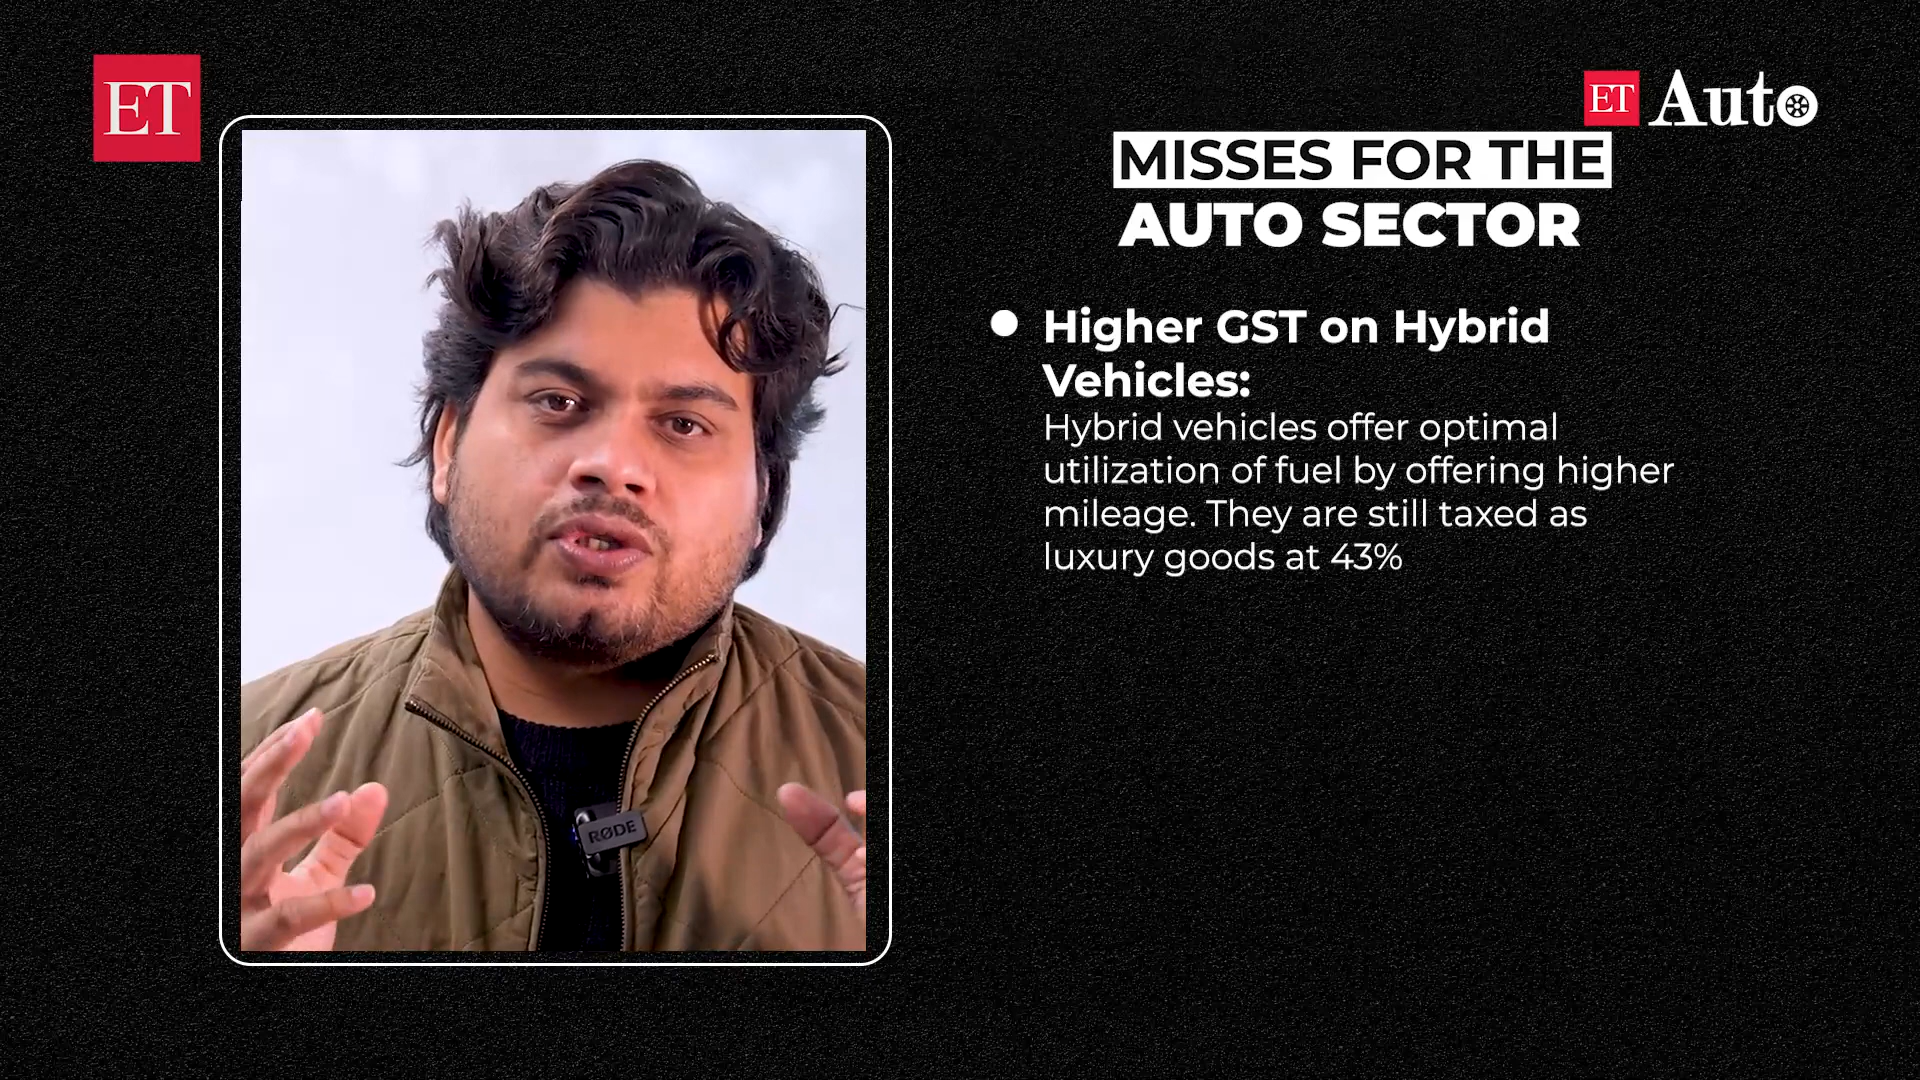 ET
ET Auto
MISSES FOR THE
AUTO SECTOR
Higher GST on Hybrid
Vehicles:
Hybrid vehicles offer optimal
utilization of fuel by offering higher
mileage. They are still taxed as
luxury goods at 43%
RØDE